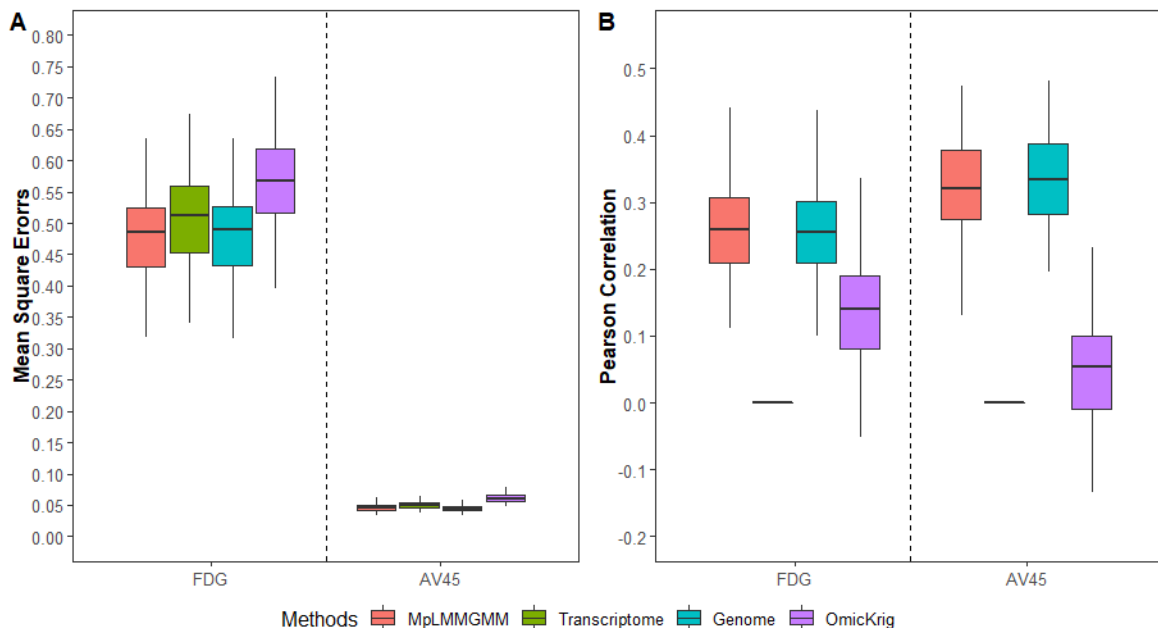 A
Mean Square Erorrs
0.80
0.75
0.70
0.65
0.60
0.55
0.50
0.45
0.40
0.35
0.30
0.25
0.20
0.15
0.10
0.05
0.00
FDG
AV45
B
Pearson Correlation
0.5
0.4
0.3
0.2
0.1
0.0
-0.1
-0.2
FDG
AV45
Methods MpLMMGMM Transcriptome Genome OmicKrig